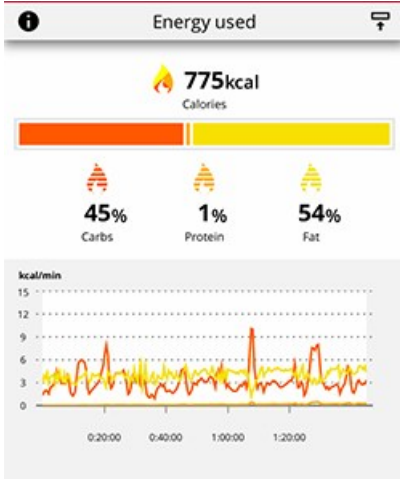 i Energy used
775kcal
Calories
45% 1% 54%
Carbs Protein Fat
kcal/min
15
12
9
6
3
0
0:20:00 0:40:00 1:00:00 1:20:00